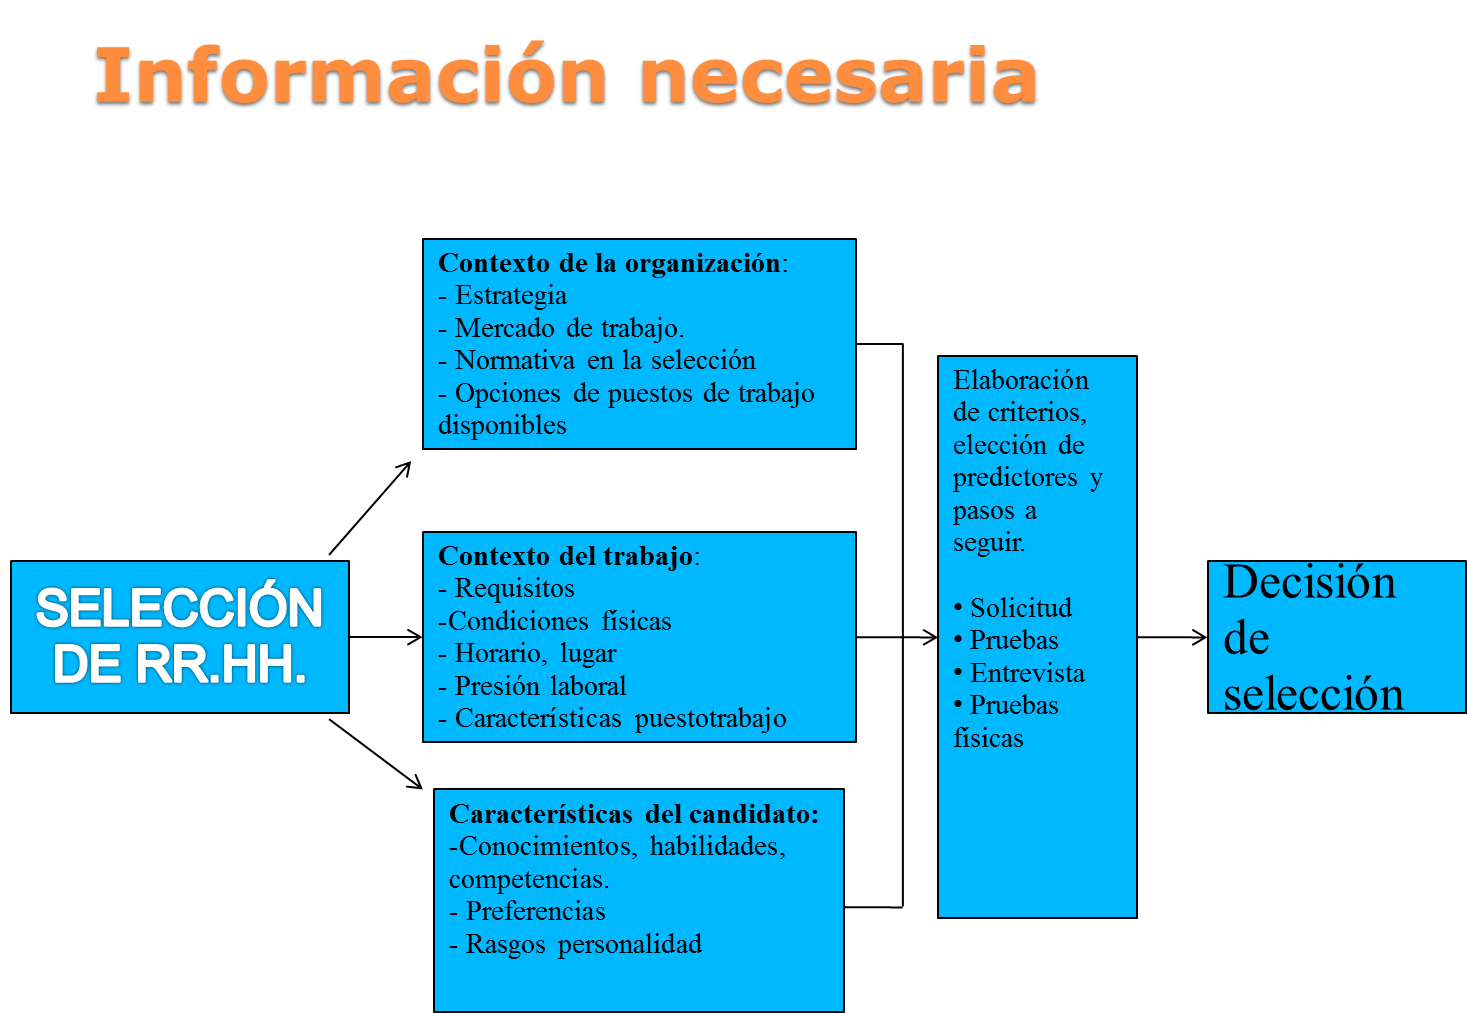 Información necesaria
Contexto de la organización:
- Estrategia
- Mercado de trabajo.
- Normativa en la selección
- Opciones de puestos de trabajo
disponibles
SELECCIÓN
DE RR.HH.
Contexto del trabajo:
- Requisitos
-Condiciones físicas
- Horario, lugar
- Presión laboral
- Características puestotrabajo
Características del candidato:
-Conocimientos, habilidades,
competencias.
- Preferencias
- Rasgos personalidad
Elaboración
de criterios,
elección de
predictores y
pasos a
seguir.
• Solicitud
• Pruebas
• Entrevista
• Pruebas
físicas
Decisión
de
selección